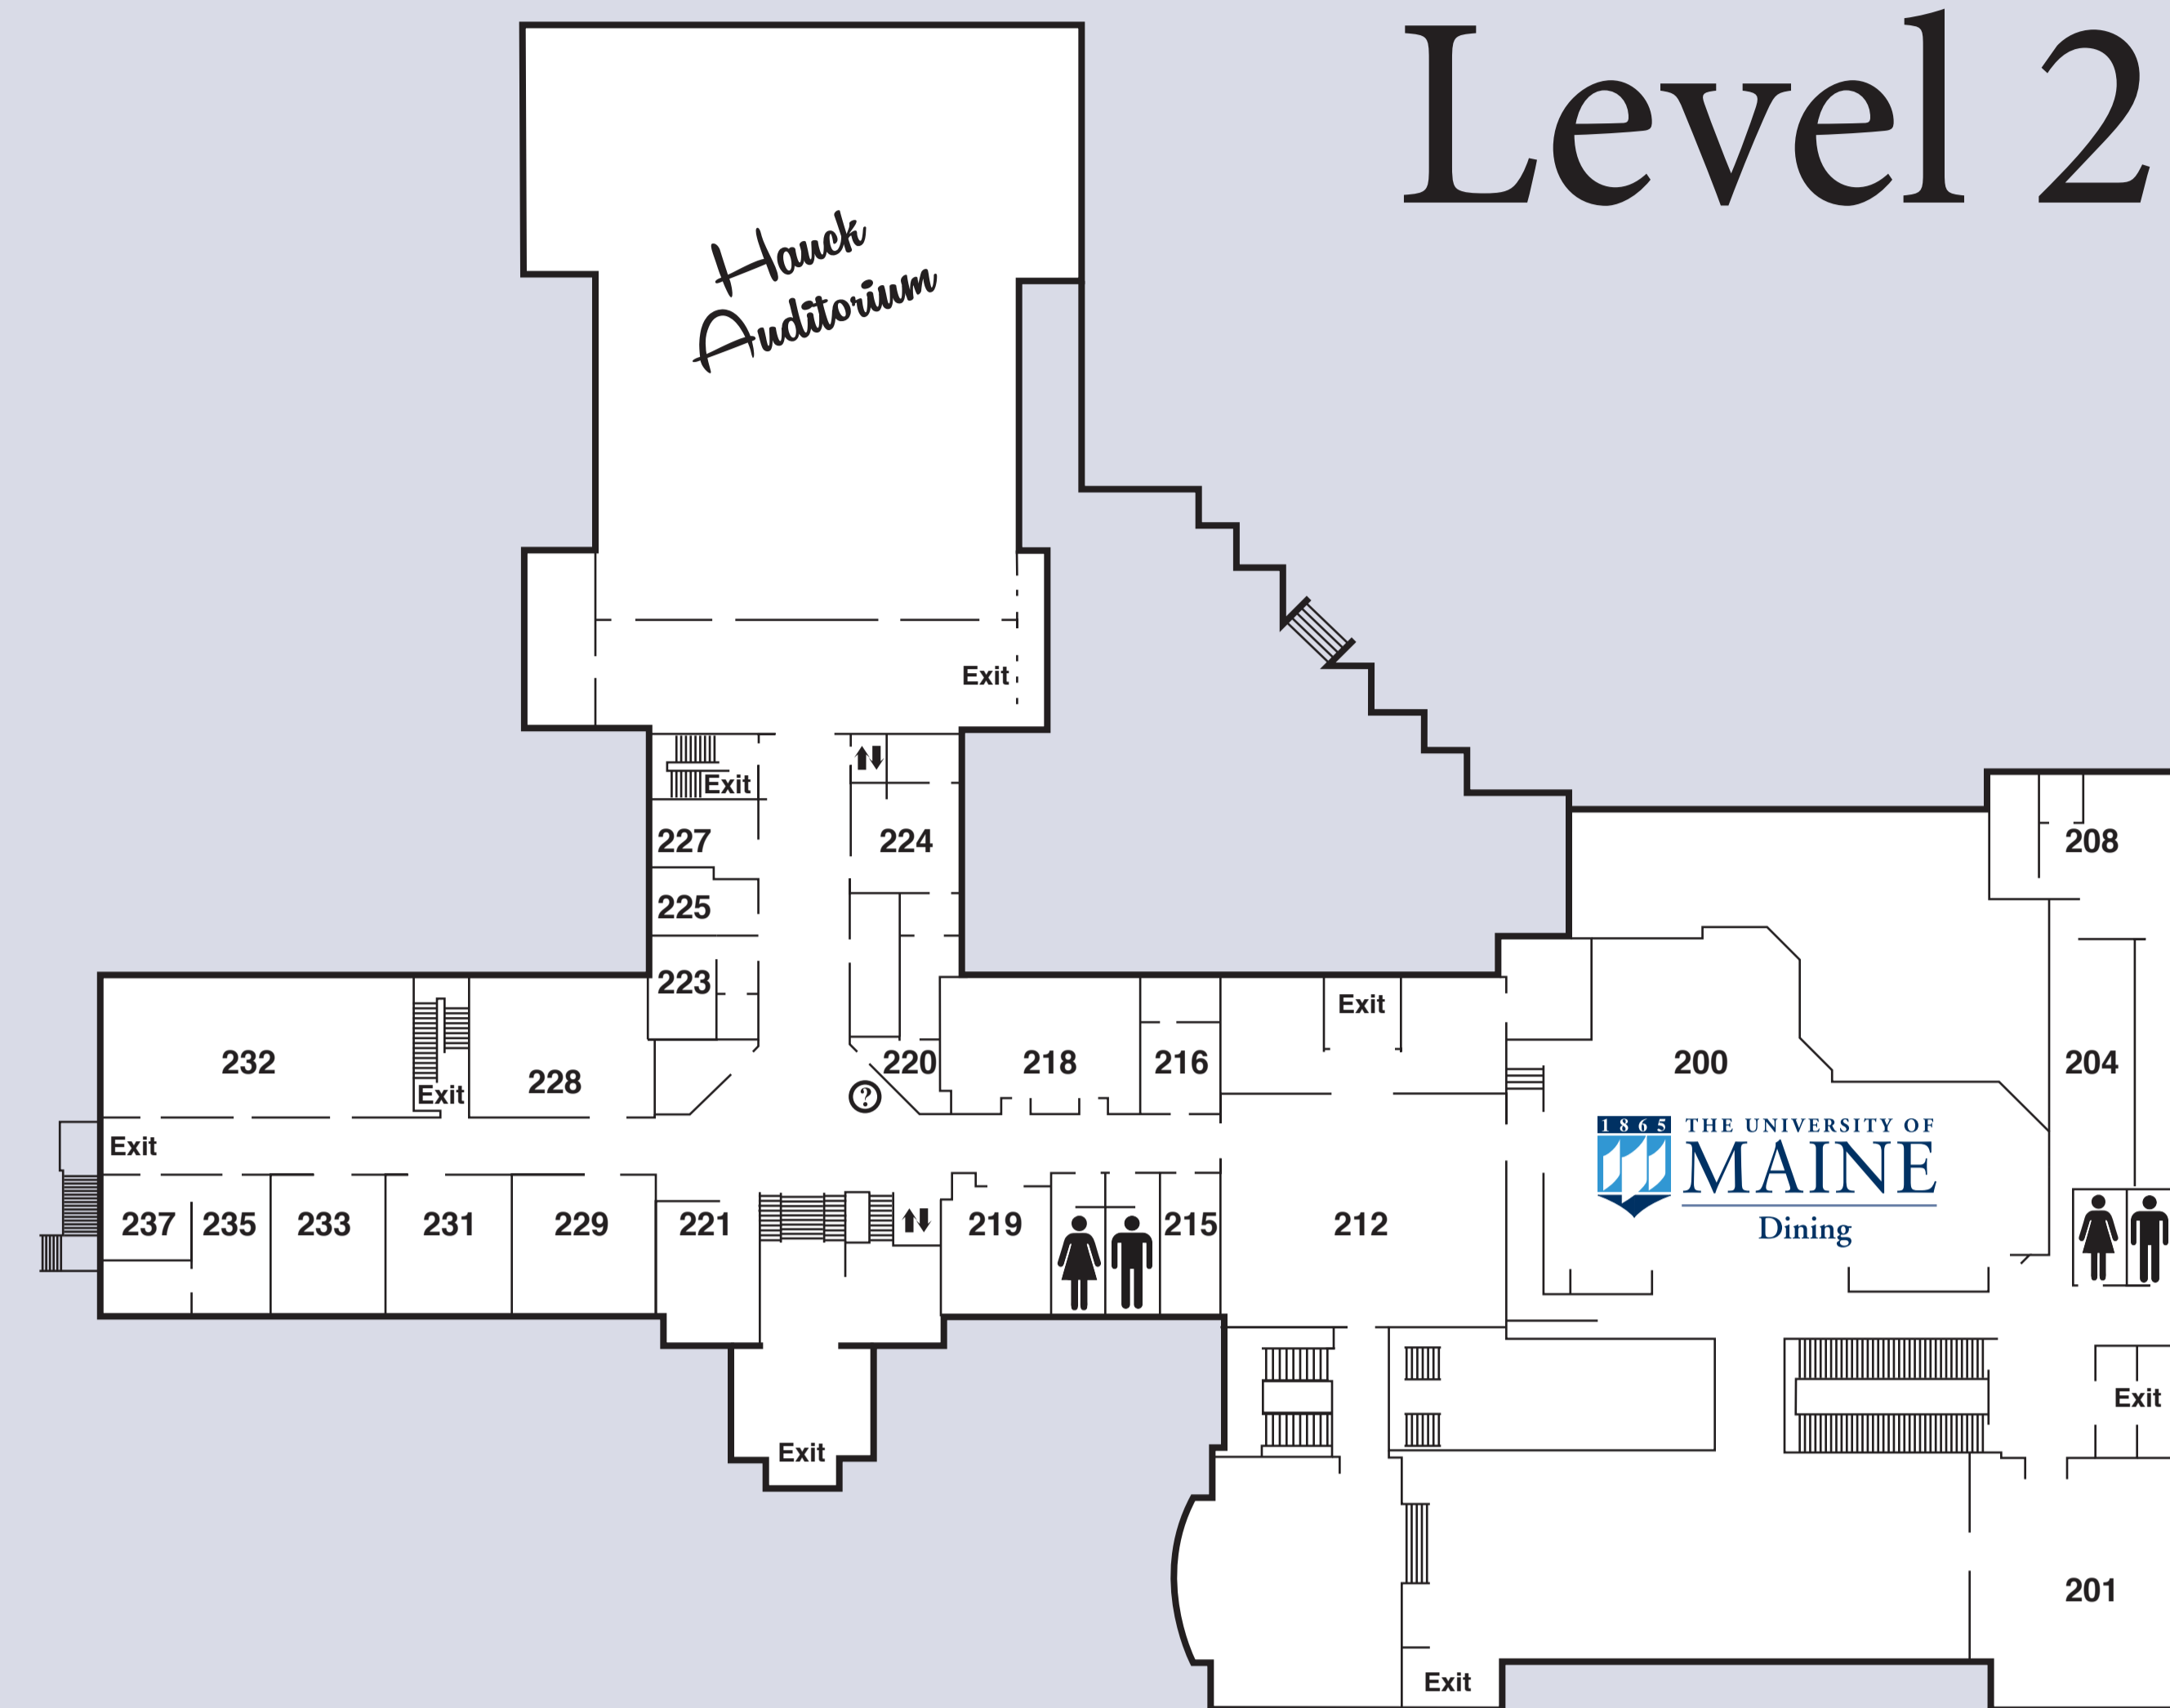 Level 2
Hauck
Auditorium
Exit
Exit
227
224
208
225
223
Exit
232
228
220
218
216
200
204
Exit
?
1865 THE UNIVERSITY OF
MAINE
Dining
Exit
237
235
233
231
229
221
219
215
212
Exit
Exit
201
Exit